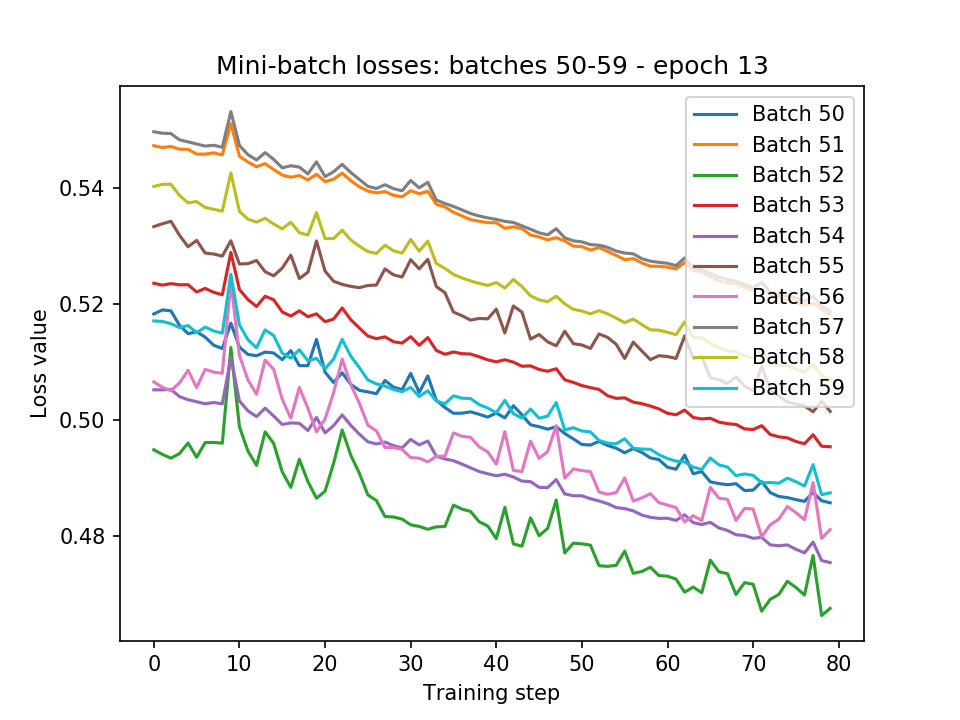 Mini-batch losses: batches 50-59 - epoch 13
Loss value
0.54
0.52
0.50
0.48
0
10
20
30
40
50
60
70
80
Training step
Batch 50
Batch 51
Batch 52
Batch 53
Batch 54
Batch 55
Batch 56
Batch 57
Batch 58
Batch 59